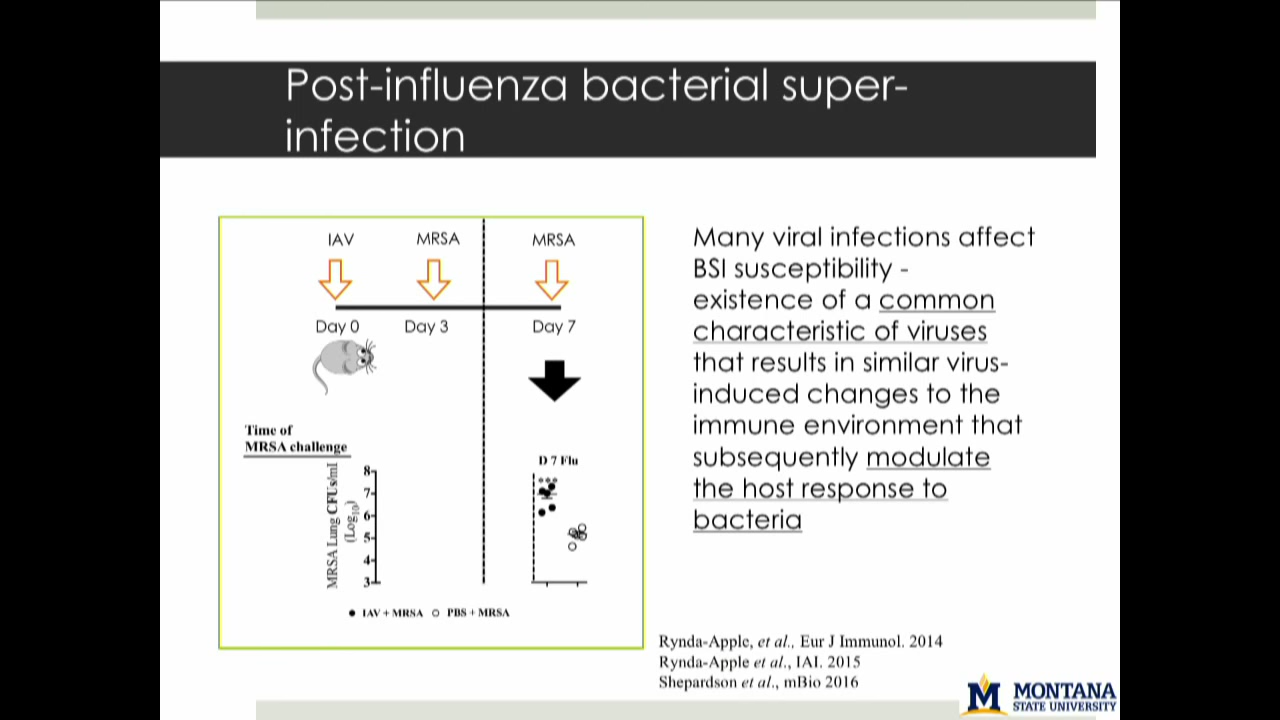 Post-influenza bacterial super-
infection
IAV MRSA MRSA
Day 0 Day 3 Day 7
Time of
MRSA challenge
D 7 Flu
***
MRSA Lung CFUs/ml
(Log10)
8
7
6
5
4
3
● IAV + MRSA ○ PBS + MRSA
Many viral infections affect
BSI susceptibility -
existence of a common
characteristic of viruses
that results in similar virus-
induced changes to the
immune environment that
subsequently modulate
the host response to
bacteria
Rynda-Apple, et al., Eur J Immunol. 2014
Rynda-Apple et al., IAI. 2015
Shepardson et al., mBio 2016
M MONTANA
STATE UNIVERSITY